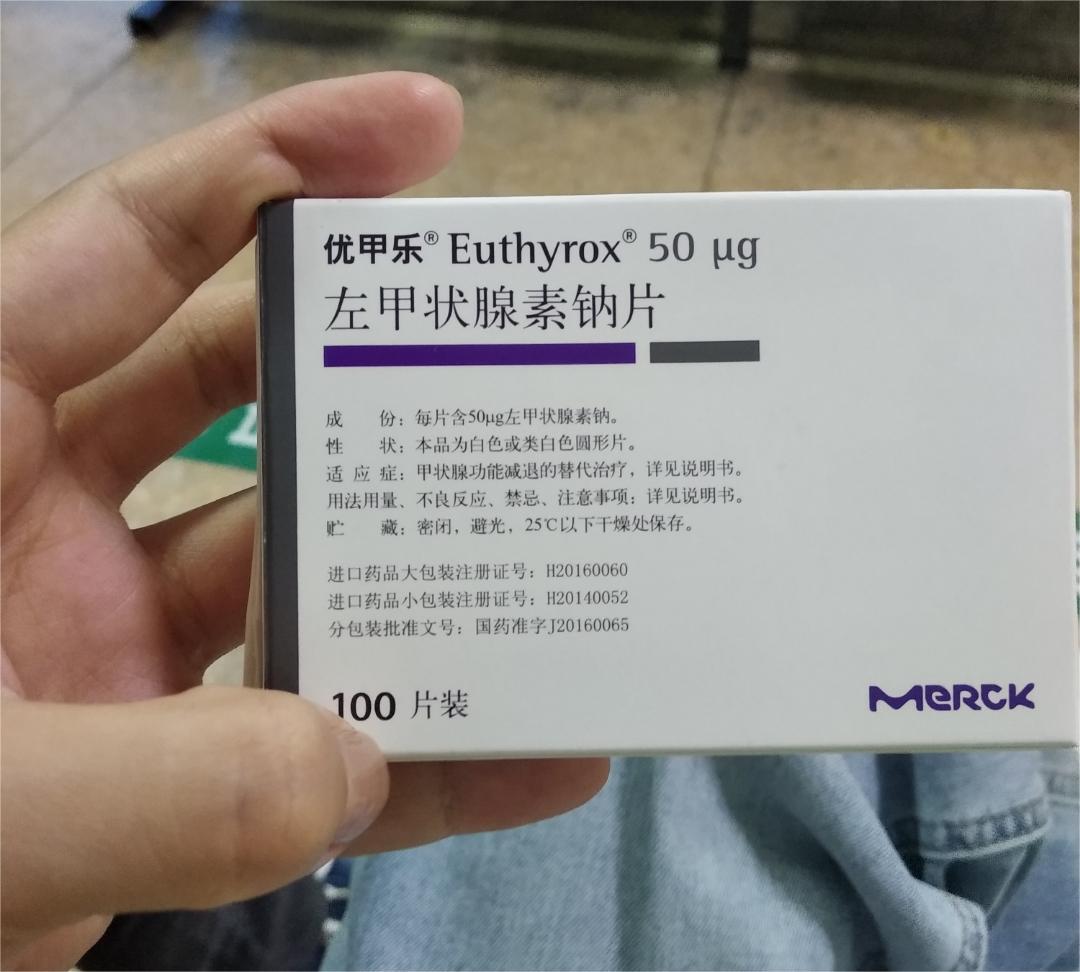 优甲乐® Euthyrox® 50 μg
左甲状腺素钠片
成 份：每片含50μg左甲状腺素钠。
性 状：本品为白色或类白色圆形片。
适 应 症：甲状腺功能减退的替代治疗，详见说明书。
用法用量、不良反应、禁忌、注意事项：详见说明书。
贮 藏：密闭，避光，25℃以下干燥处保存。
进口药品大包装注册证号：H20160060
进口药品小包装注册证号：H20140052
分包装批准文号：国药准字J20160065
100 片装
MERCK